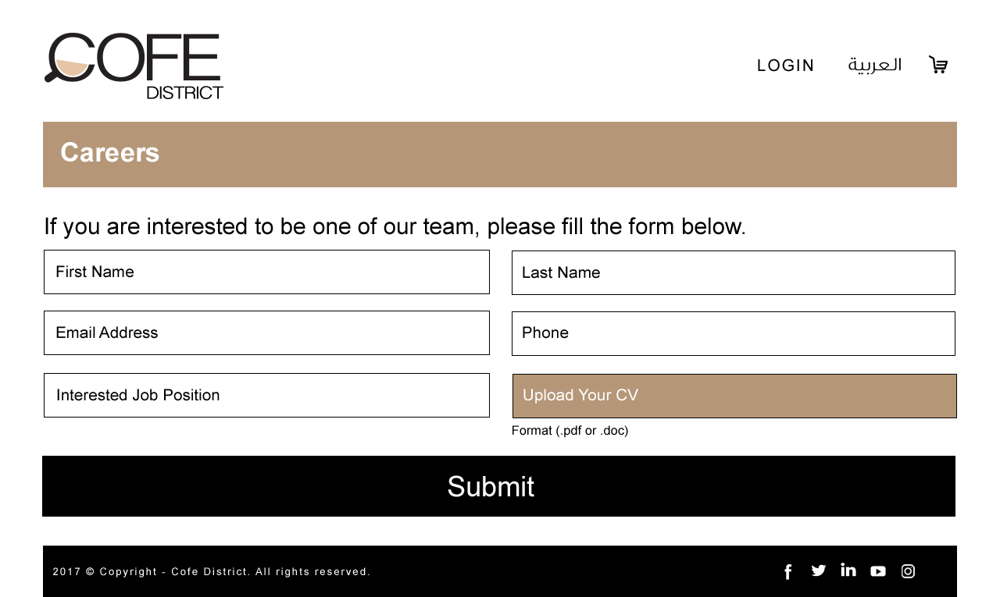 COFE
DISTRICT
LOGIN
العربية
Careers
If you are interested to be one of our team, please fill the form below.
First Name
Last Name
Email Address
Phone
Interested Job Position
Upload Your CV
Format (.pdf or .doc)
Submit
2017 © Copyright - Cofe District. All rights reserved.